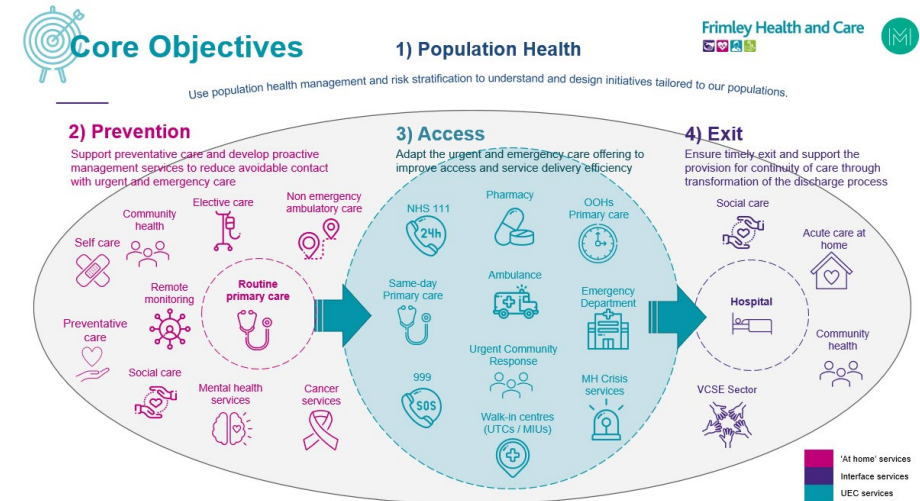 Core Objectives
1) Population Health
Frimley Health and Care
Use population health management and risk stratification to understand and design initiatives tailored to our populations.
2) Prevention
Support preventative care and develop proactive
management services to reduce avoidable contact
with urgent and emergency care
3) Access
Adapt the urgent and emergency care offering to
improve access and service delivery efficiency
4) Exit
Ensure timely exit and support the
provision for continuity of care through
transformation of the discharge process
Self care
Community
health
Elective care
Non emergency
ambulatory care
Remote
monitoring
Routine
primary care
Preventative
care
Social care
Mental health
services
Cancer
services
NHS 111
24h
Pharmacy
OOHs
Primary care
Same-day
Primary care
Ambulance
Emergency
Department
Urgent Community
Response
999
SOS
MH Crisis
services
Walk-in centres
(UTCs / MIUs)
Social care
Acute care at
home
Hospital
Community
health
VCSE Sector
'At home' services
Interface services
UEC services